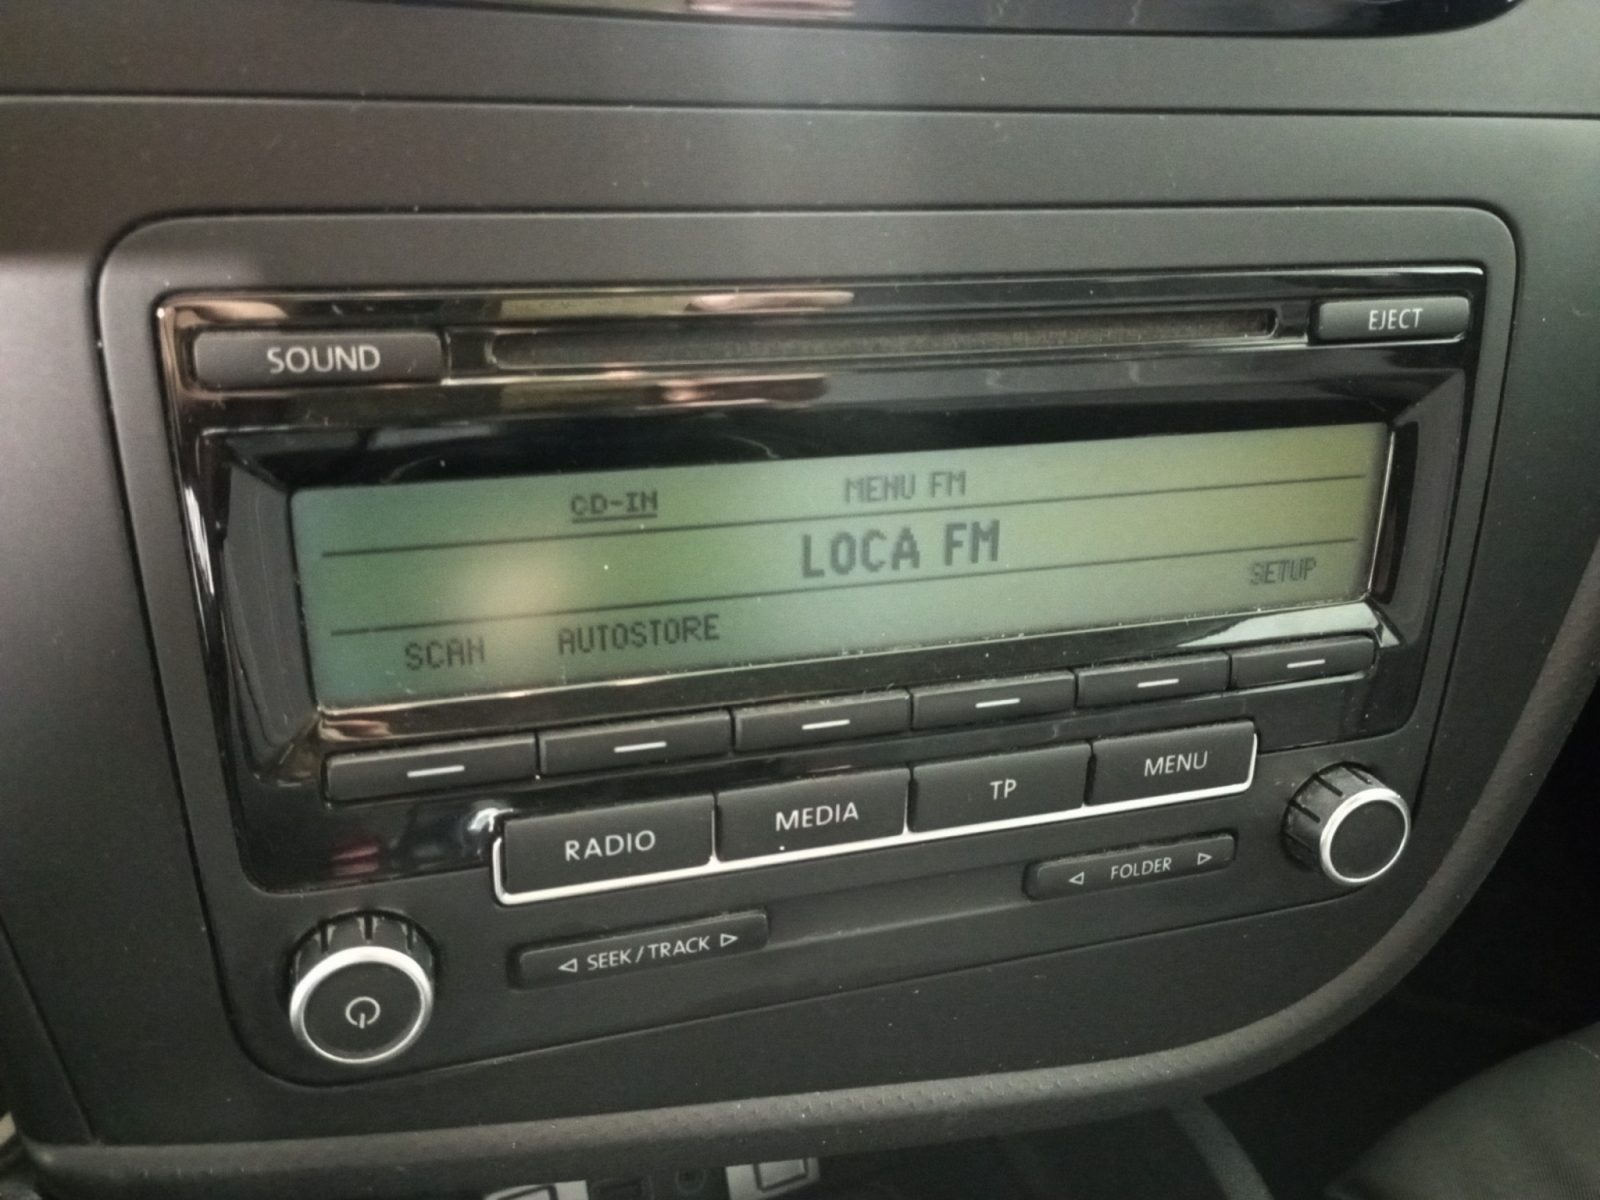 SOUND
EJECT
CD-IN MENU FM
LOCA FM
SCAN AUTOSTORE SETUP
RADIO MEDIA TP MENU
SEEK/TRACK
FOLDER